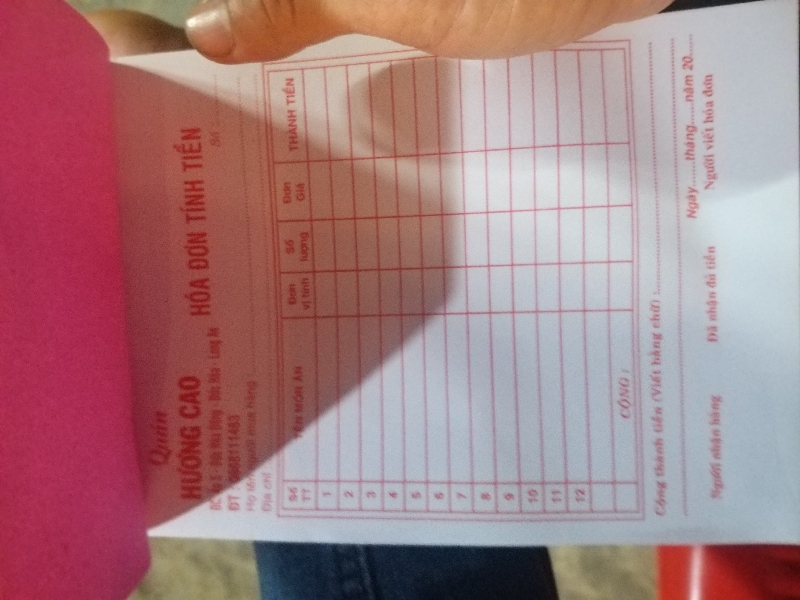 Quán
HƯƠNG CAO
HÓA ĐƠN TÍNH TIỀN
ĐC: Ấp 5 - Đức Hòa Đông - Đức Hòa - Long An
Số :
ĐT : 0868111463
Họ tên người mua hàng :
Địa chỉ :
Số TT TÊN MÓN ĂN Đơn vị tính Số lượng Đơn Giá THÀNH TIỀN
1
2
3
4
5
6
7
8
9
10
11
12
CỘNG :
Cộng thành tiền (Viết bằng chữ) :
Ngày.......tháng......năm 20......
Người nhận hàng Đã nhận đủ tiền Người viết hóa đơn